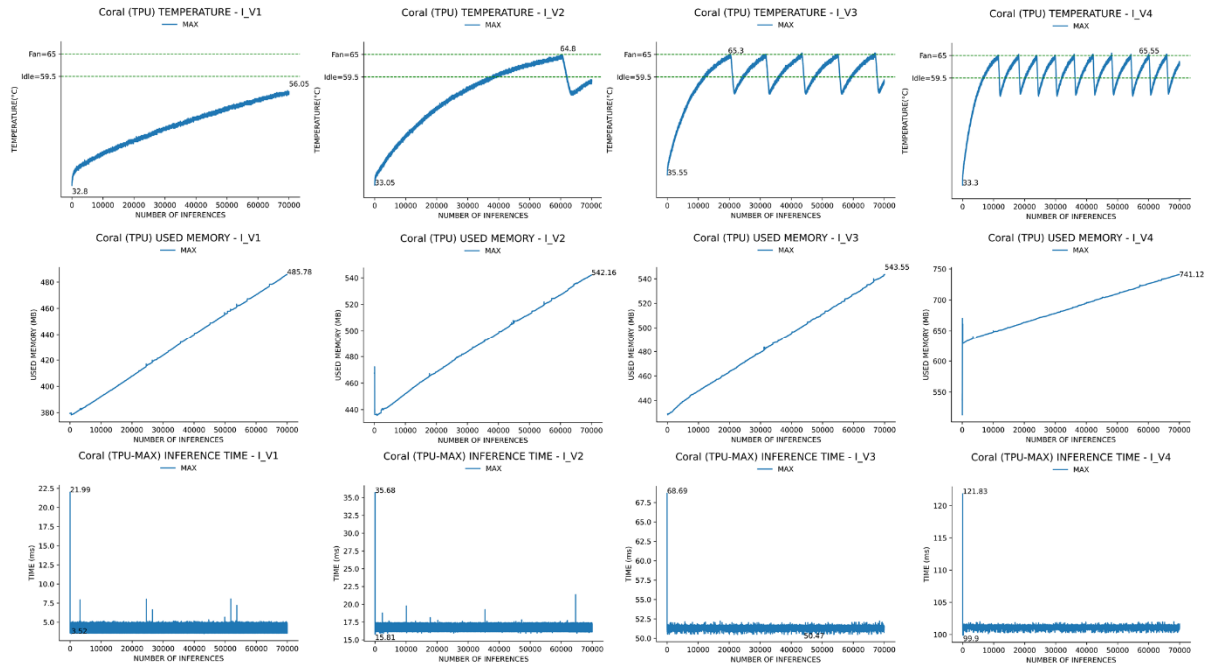 Coral (TPU) TEMPERATURE - I_V1
MAX
Fan=65
Idle=59.5
56.05
32.8
TEMPERATURE(°C)
0 10000 20000 30000 40000 50000 60000 70000
NUMBER OF INFERENCES
Coral (TPU) TEMPERATURE - I_V2
MAX
Fan=65
Idle=59.5
64.8
33.05
TEMPERATURE(°C)
0 10000 20000 30000 40000 50000 60000 70000
NUMBER OF INFERENCES
Coral (TPU) TEMPERATURE - I_V3
MAX
Fan=65
Idle=59.5
65.3
35.55
TEMPERATURE(°C)
0 10000 20000 30000 40000 50000 60000 70000
NUMBER OF INFERENCES
Coral (TPU) TEMPERATURE - I_V4
MAX
Fan=65
Idle=59.5
65.55
33.3
TEMPERATURE(°C)
0 10000 20000 30000 40000 50000 60000 70000
NUMBER OF INFERENCES
Coral (TPU) USED MEMORY - I_V1
MAX
485.78
480
460
440
420
400
380
USED MEMORY (MB)
0 10000 20000 30000 40000 50000 60000 70000
NUMBER OF INFERENCES
Coral (TPU) USED MEMORY - I_V2
MAX
542.16
540
520
500
480
460
440
USED MEMORY (MB)
0 10000 20000 30000 40000 50000 60000 70000
NUMBER OF INFERENCES
Coral (TPU) USED MEMORY - I_V3
MAX
543.55
540
520
500
480
460
440
USED MEMORY (MB)
0 10000 20000 30000 40000 50000 60000 70000
NUMBER OF INFERENCES
Coral (TPU) USED MEMORY - I_V4
MAX
741.12
750
700
650
600
550
USED MEMORY (MB)
0 10000 20000 30000 40000 50000 60000 70000
NUMBER OF INFERENCES
Coral (TPU-MAX) INFERENCE TIME - I_V1
MAX
21.99
22.5
20.0
17.5
15.0
12.5
10.0
7.5
5.0
3.52
TIME (ms)
0 10000 20000 30000 40000 50000 60000 70000
NUMBER OF INFERENCES
Coral (TPU-MAX) INFERENCE TIME - I_V2
MAX
35.68
35.0
32.5
30.0
27.5
25.0
22.5
20.0
17.5
15.0
15.81
TIME (ms)
0 10000 20000 30000 40000 50000 60000 70000
NUMBER OF INFERENCES
Coral (TPU-MAX) INFERENCE TIME - I_V3
MAX
68.69
67.5
65.0
62.5
60.0
57.5
55.0
52.5
50.0
50.47
TIME (ms)
0 10000 20000 30000 40000 50000 60000 70000
NUMBER OF INFERENCES
Coral (TPU-MAX) INFERENCE TIME - I_V4
MAX
121.83
120
115
110
105
100
99.9
TIME (ms)
0 10000 20000 30000 40000 50000 60000 70000
NUMBER OF INFERENCES